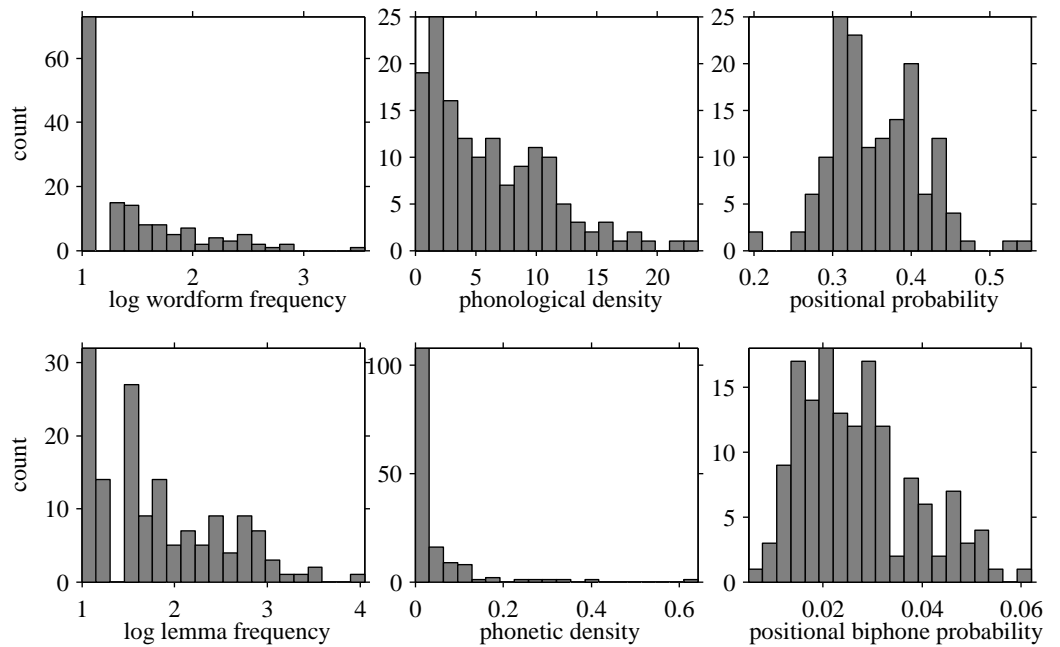 count
60
40
20
0
1 2 3
log wordform frequency
25
20
15
10
5
0
0 5 10 15 20
phonological density
25
20
15
10
5
0
0.2 0.3 0.4 0.5
positional probability
count
30
20
10
0
1 2 3 4
log lemma frequency
100
50
0
0 0.2 0.4 0.6
phonetic density
15
10
5
0
0.02 0.04 0.06
positional biphone probability